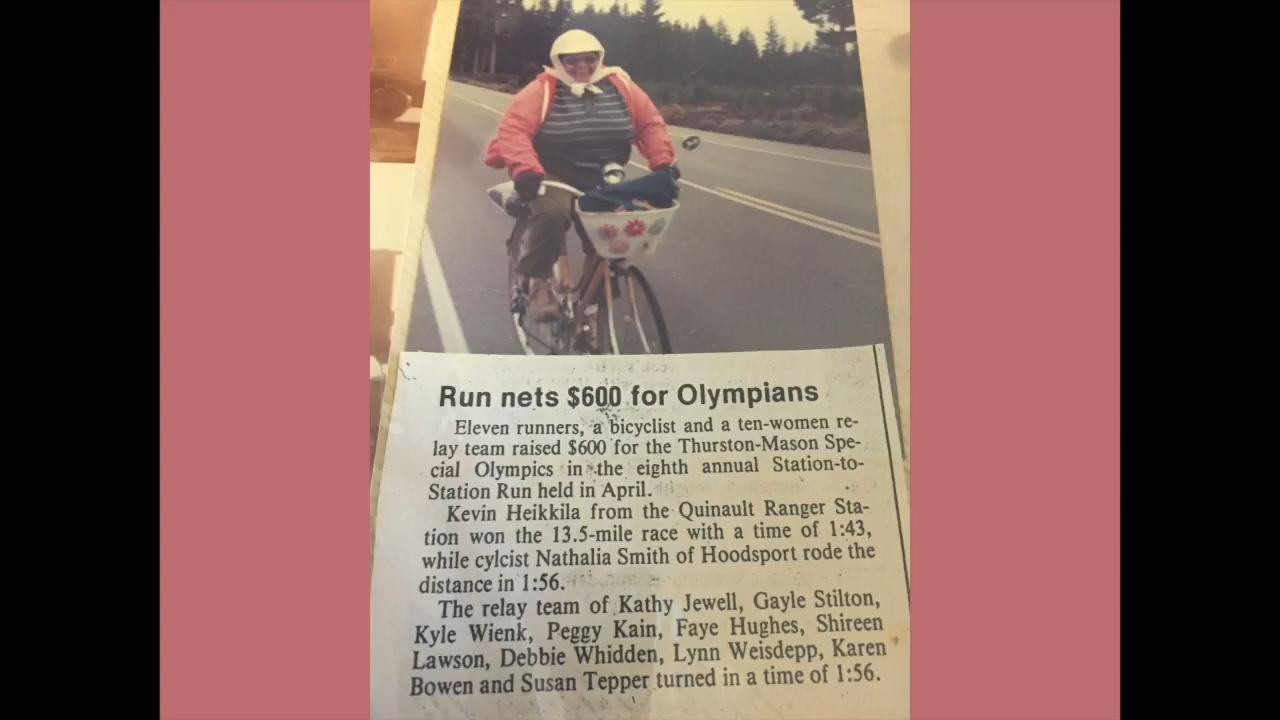 Run nets $600 for Olympians
Eleven runners, a bicyclist and a ten-women re-
lay team raised $600 for the Thurston-Mason Spe-
cial Olympics in the eighth annual Station-to-
Station Run held in April.
Kevin Heikkila from the Quinault Ranger Sta-
tion won the 13.5-mile race with a time of 1:43,
while cylcist Nathalia Smith of Hoodsport rode the
distance in 1:56.
The relay team of Kathy Jewell, Gayle Stilton,
Kyle Wienk, Peggy Kain, Faye Hughes, Shireen
Lawson, Debbie Whidden, Lynn Weisdepp, Karen
Bowen and Susan Tepper turned in a time of 1:56.